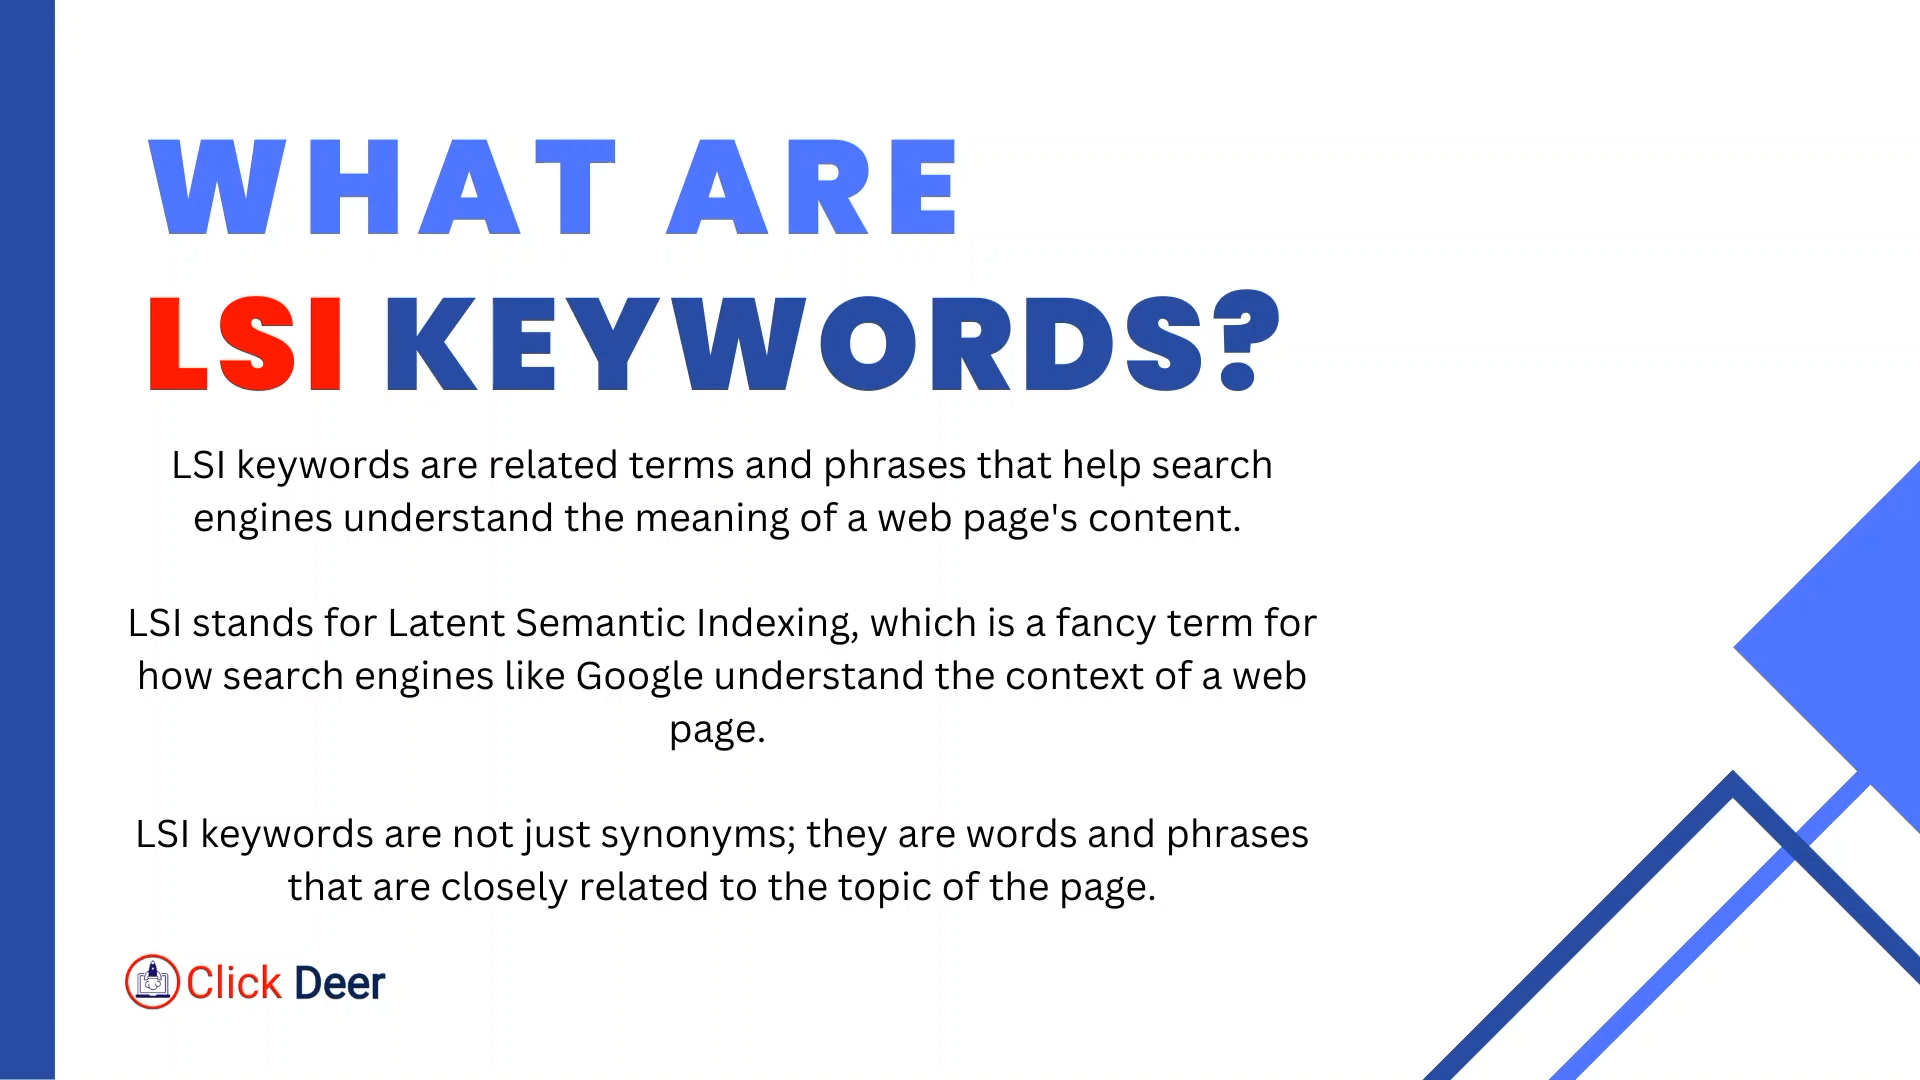 WHAT ARE
LSI KEYWORDS?
LSI keywords are related terms and phrases that help search
engines understand the meaning of a web page's content.
LSI stands for Latent Semantic Indexing, which is a fancy term for
how search engines like Google understand the context of a web
page.
LSI keywords are not just synonyms; they are words and phrases
that are closely related to the topic of the page.
Click Deer